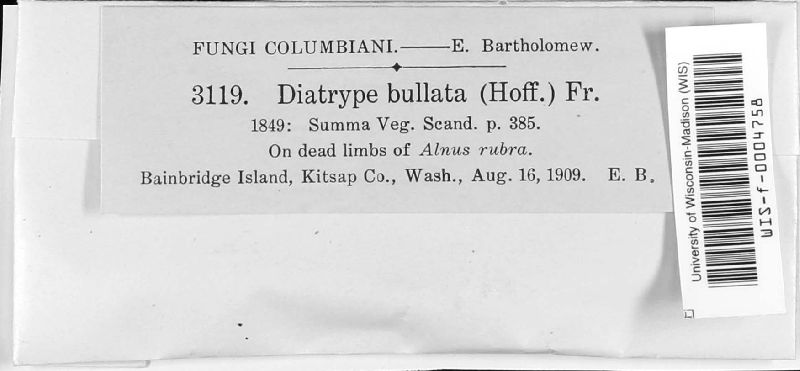 FUNGI COLUMBIANI.——E. Bartholomew.
3119. Diatrype bullata (Hoff.) Fr.
1849: Summa Veg. Scand. p. 385.
On dead limbs of Alnus rubra.
Bainbridge Island, Kitsap Co., Wash., Aug. 16, 1909. E. B.
University of Wisconsin-Madison (WIS)
WIS-f-0004758